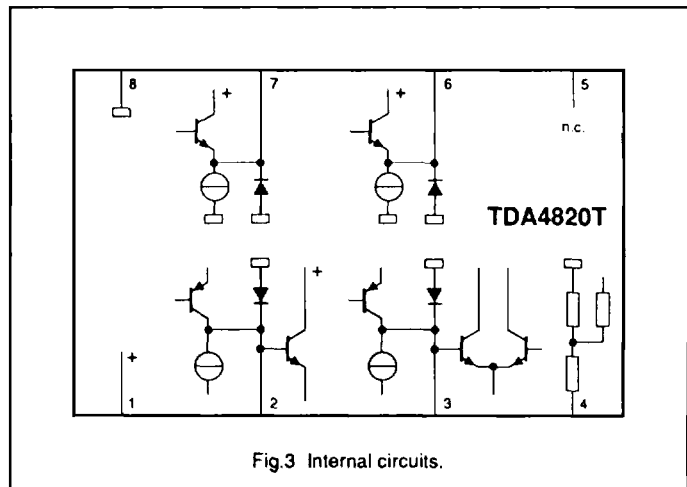 8 7 6 5
+ +
n.c.
TDA4820T
+ +
1 2 3 4
Fig.3 Internal circuits.